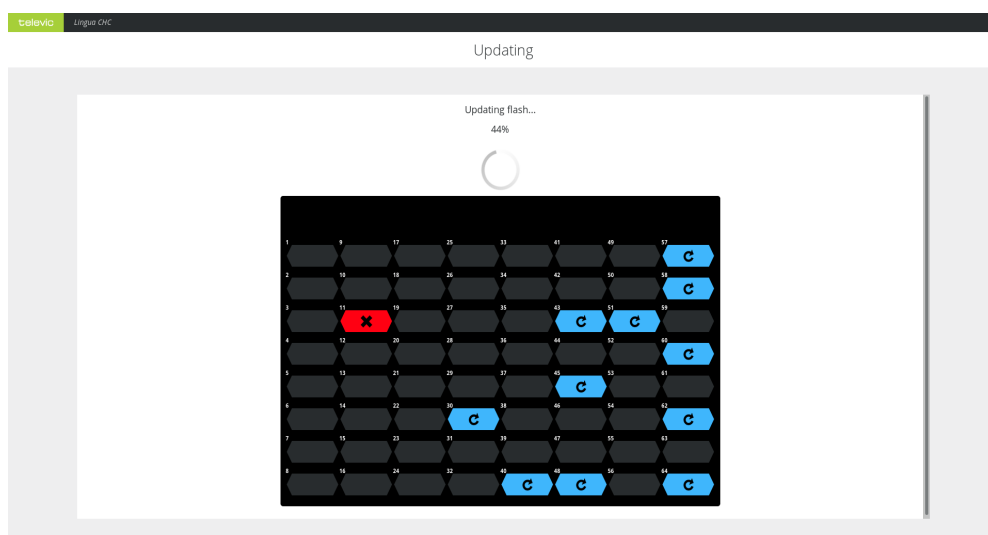 televic Lingua CHC
Updating
Updating flash...
44%
1 9 17 25 33 41 49 57
2 10 18 26 34 42 50 58
3 11 19 27 35 43 51 59
4 12 20 28 36 44 52 60
5 13 21 29 37 45 53 61
6 14 22 30 38 46 54 62
7 15 23 31 39 47 55 63
8 16 24 32 40 48 56 64